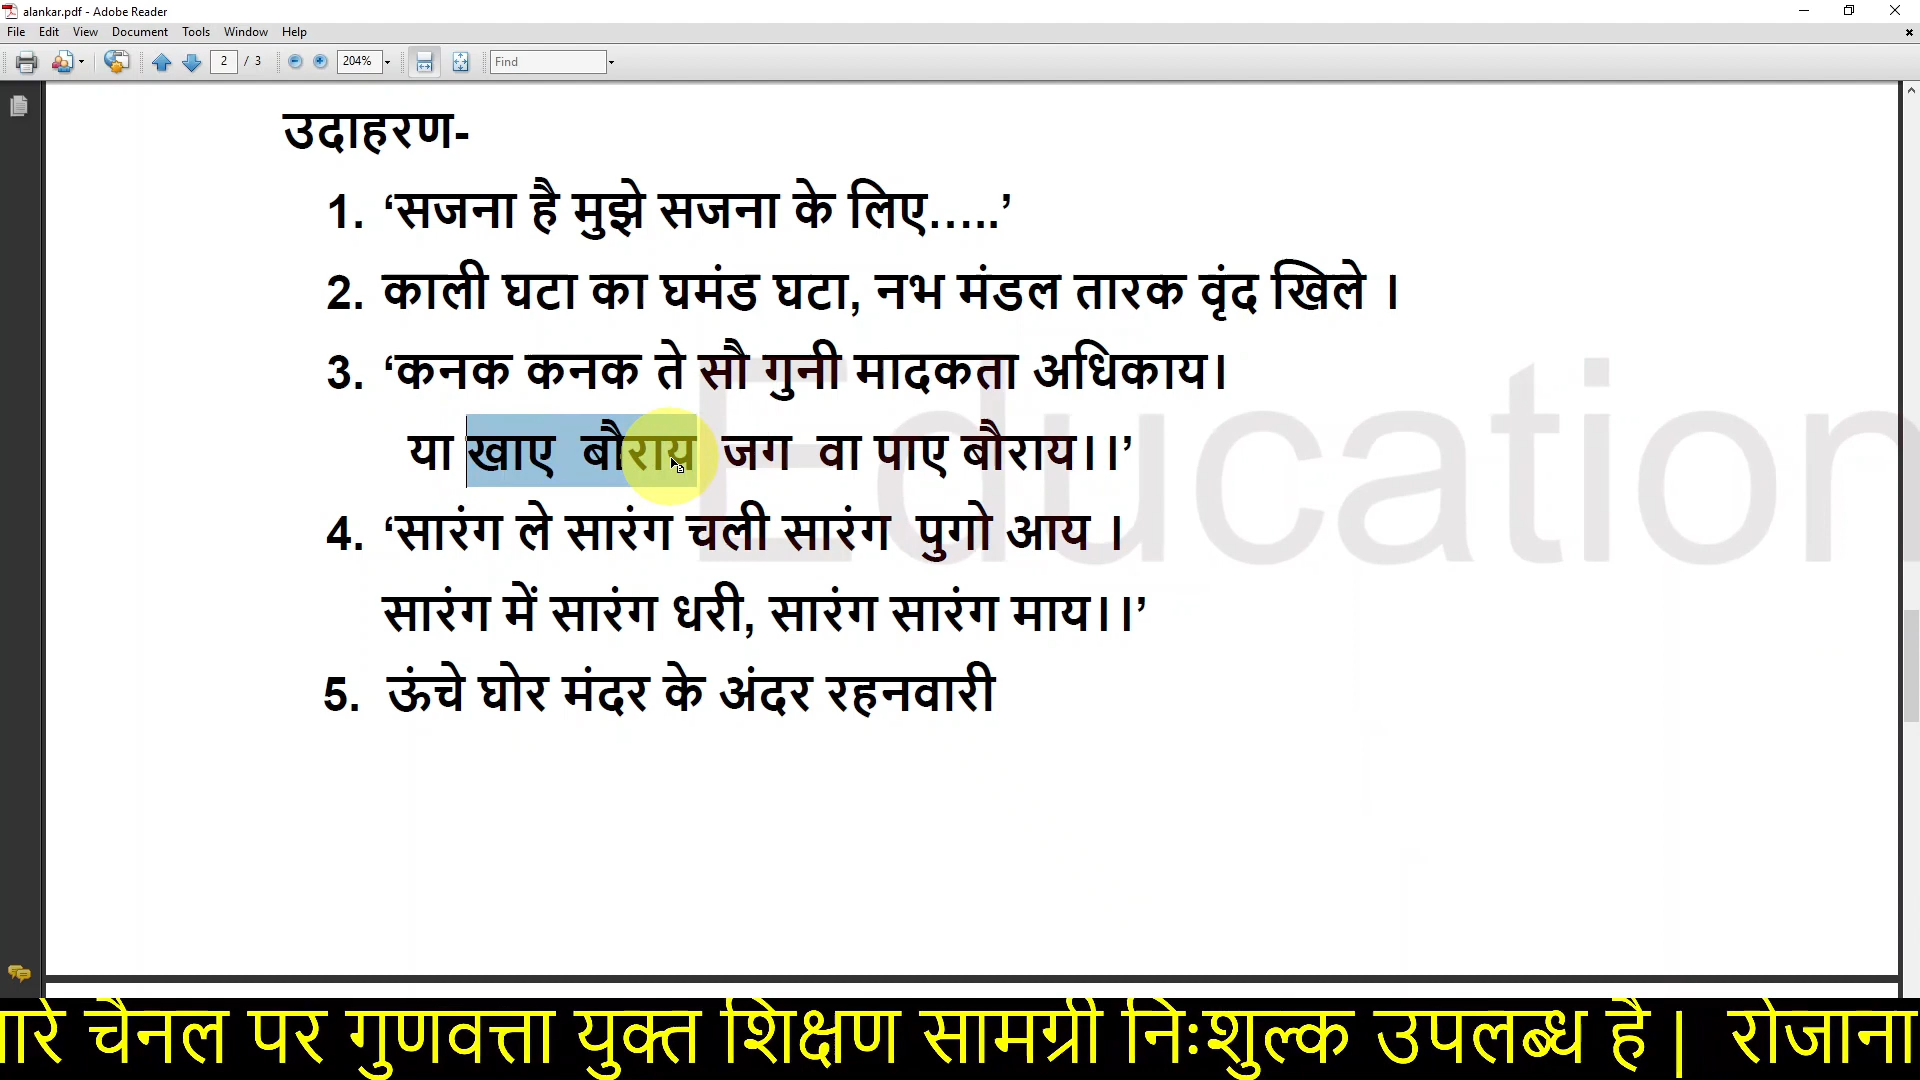 alankar.pdf - Adobe Reader
File Edit View Document Tools Window Help
2 / 3 204% Find
उदाहरण-
1. ‘सजना है मुझे सजना के लिए.....’
2. काली घटा का घमंड घटा, नभ मंडल तारक वृंद खिले ।
3. ‘कनक कनक ते सौ गुनी मादकता अधिकाय।
या खाए बौराय जग वा पाए बौराय।।’
4. ‘सारंग ले सारंग चली सारंग पुगो आय ।
सारंग में सारंग धरी, सारंग सारंग माय।।’
5. ऊंचे घोर मंदर के अंदर रहनवारी
Education
ारे चैनल पर गुणवत्ता युक्त शिक्षण सामग्री निःशुल्क उपलब्ध है | रोजाना